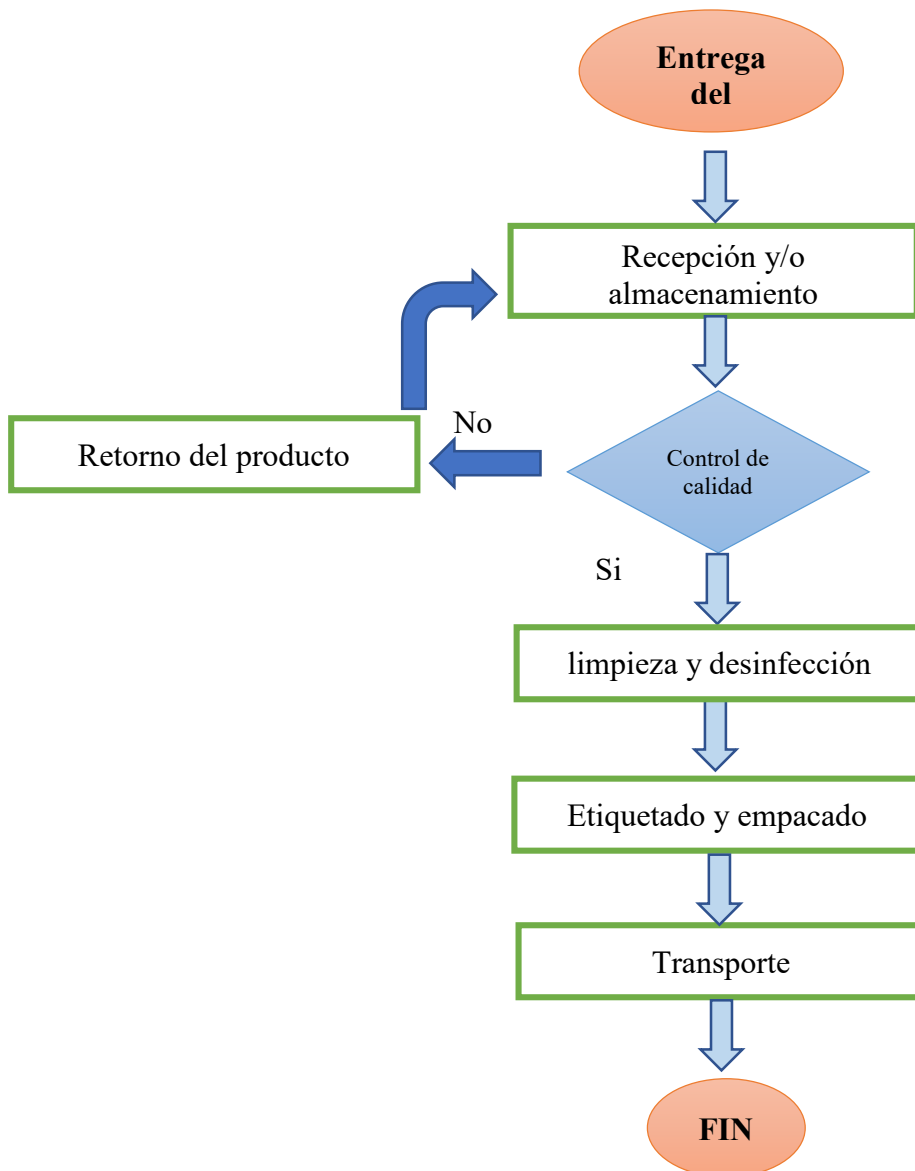 Entrega
del
Recepción y/o
almacenamiento
No
Retorno del producto
Control de
calidad
Si
limpieza y desinfección
Etiquetado y empacado
Transporte
FIN